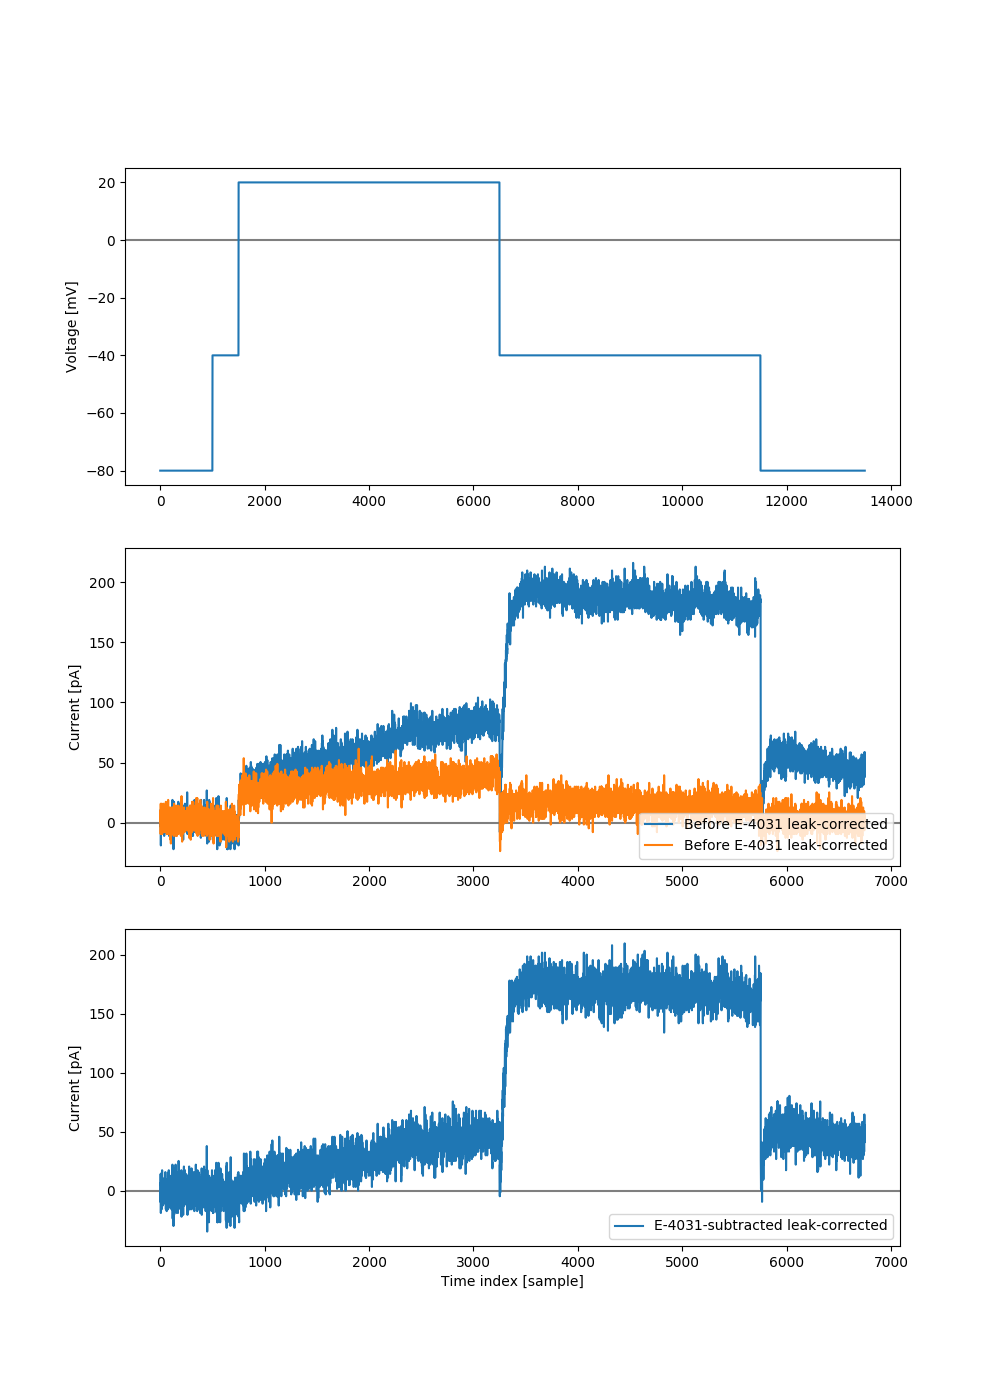 20
0
−20
−40
−60
−80
Voltage [mV]
0 2000 4000 6000 8000 10000 12000 14000
200
150
100
50
0
Current [pA]
Before E-4031 leak-corrected
Before E-4031 leak-corrected
0 1000 2000 3000 4000 5000 6000 7000
200
150
100
50
0
Current [pA]
E-4031-subtracted leak-corrected
0 1000 2000 3000 4000 5000 6000 7000
Time index [sample]